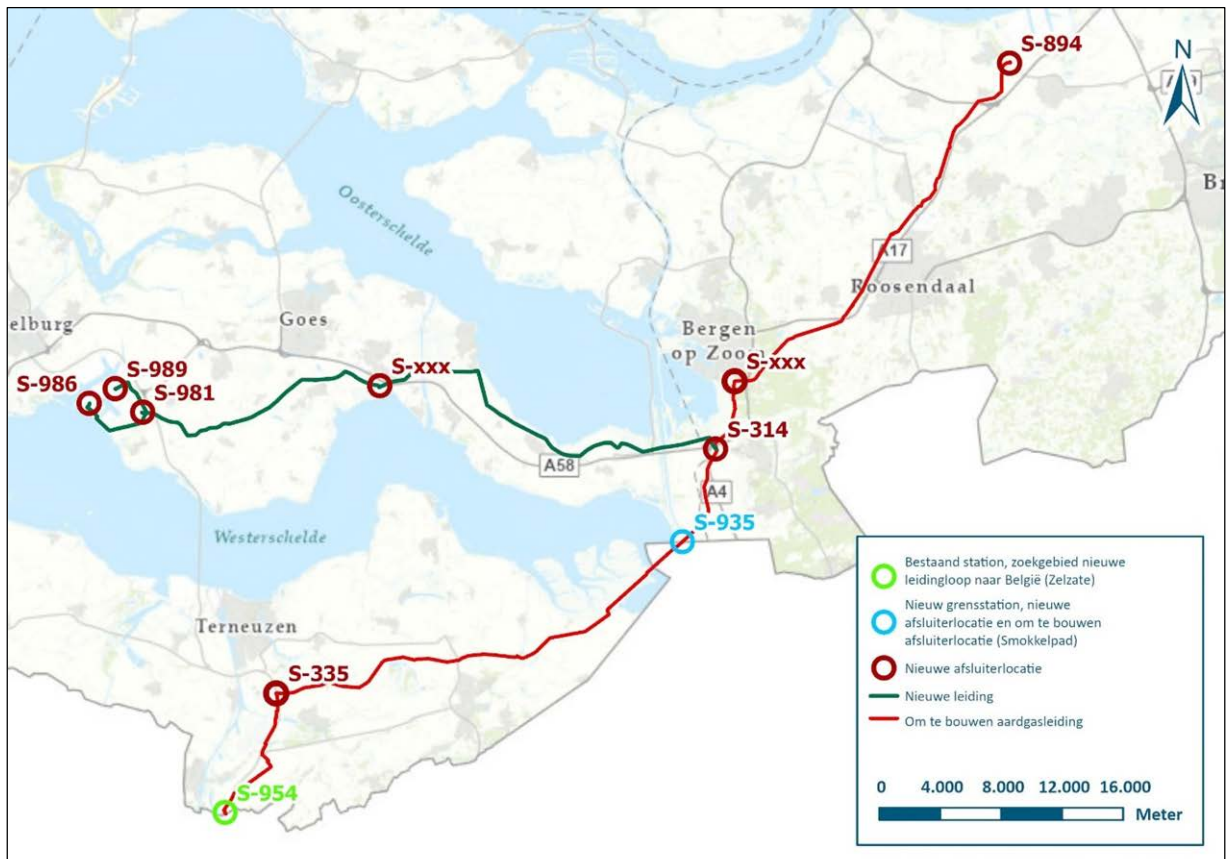 S-894
N
Oosterschelde
A17
Roosendaal
Br
elburg
Goes
Bergen
op Zoom
S-xxx
S-xxx
S-989
S-986
S-981
S-314
A58
A4
S-935
Westerschelde
Terneuzen
S-335
S-954
Bestaand station, zoekgebied nieuwe
leidingloop naar België (Zelzate)
Nieuw grensstation, nieuwe
afsluiterlocatie en om te bouwen
afsluiterlocatie (Smokkelpad)
Nieuwe afsluiterlocatie
Nieuwe leiding
Om te bouwen aardgasleiding
0 4.000 8.000 12.000 16.000
Meter